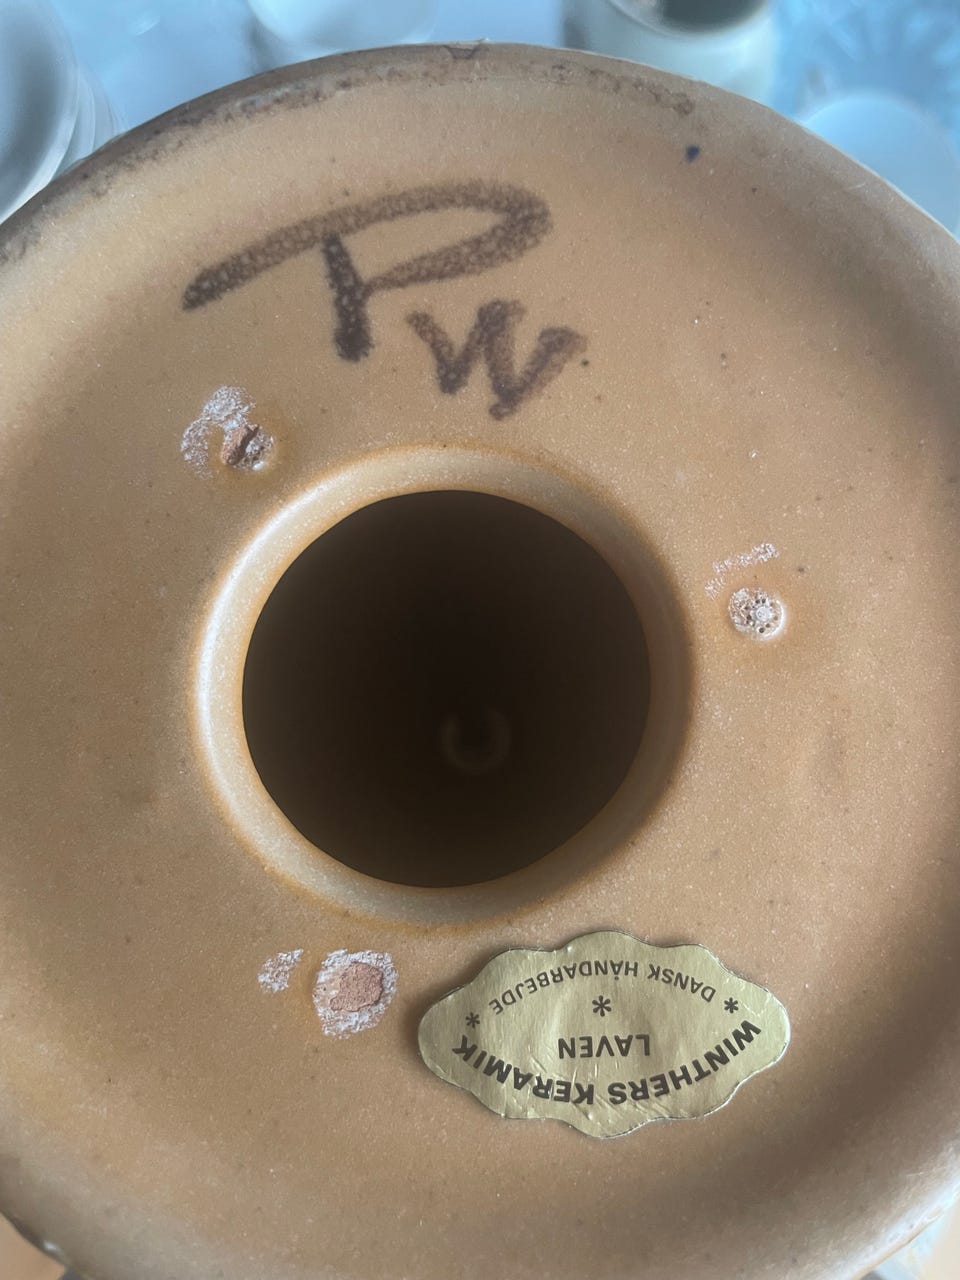 PW
WINTHERS KERAMIK
LAVEN
*
* DANSK HÅNDARBEJDE *